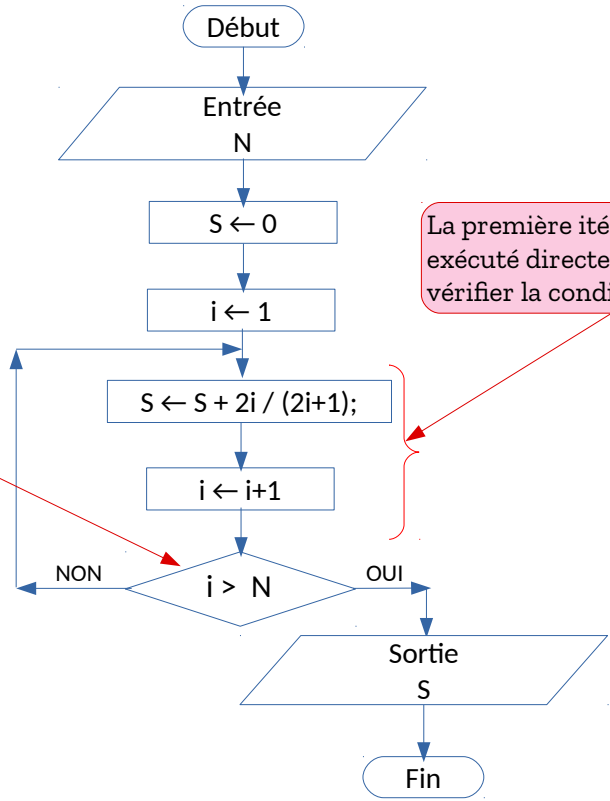 Début
Entrée
N
S ← 0
La première ité
exécuté directe
vérifier la condi
i ← 1
S ← S + 2i / (2i+1);
i ← i+1
NON
i > N
OUI
Sortie
S
Fin